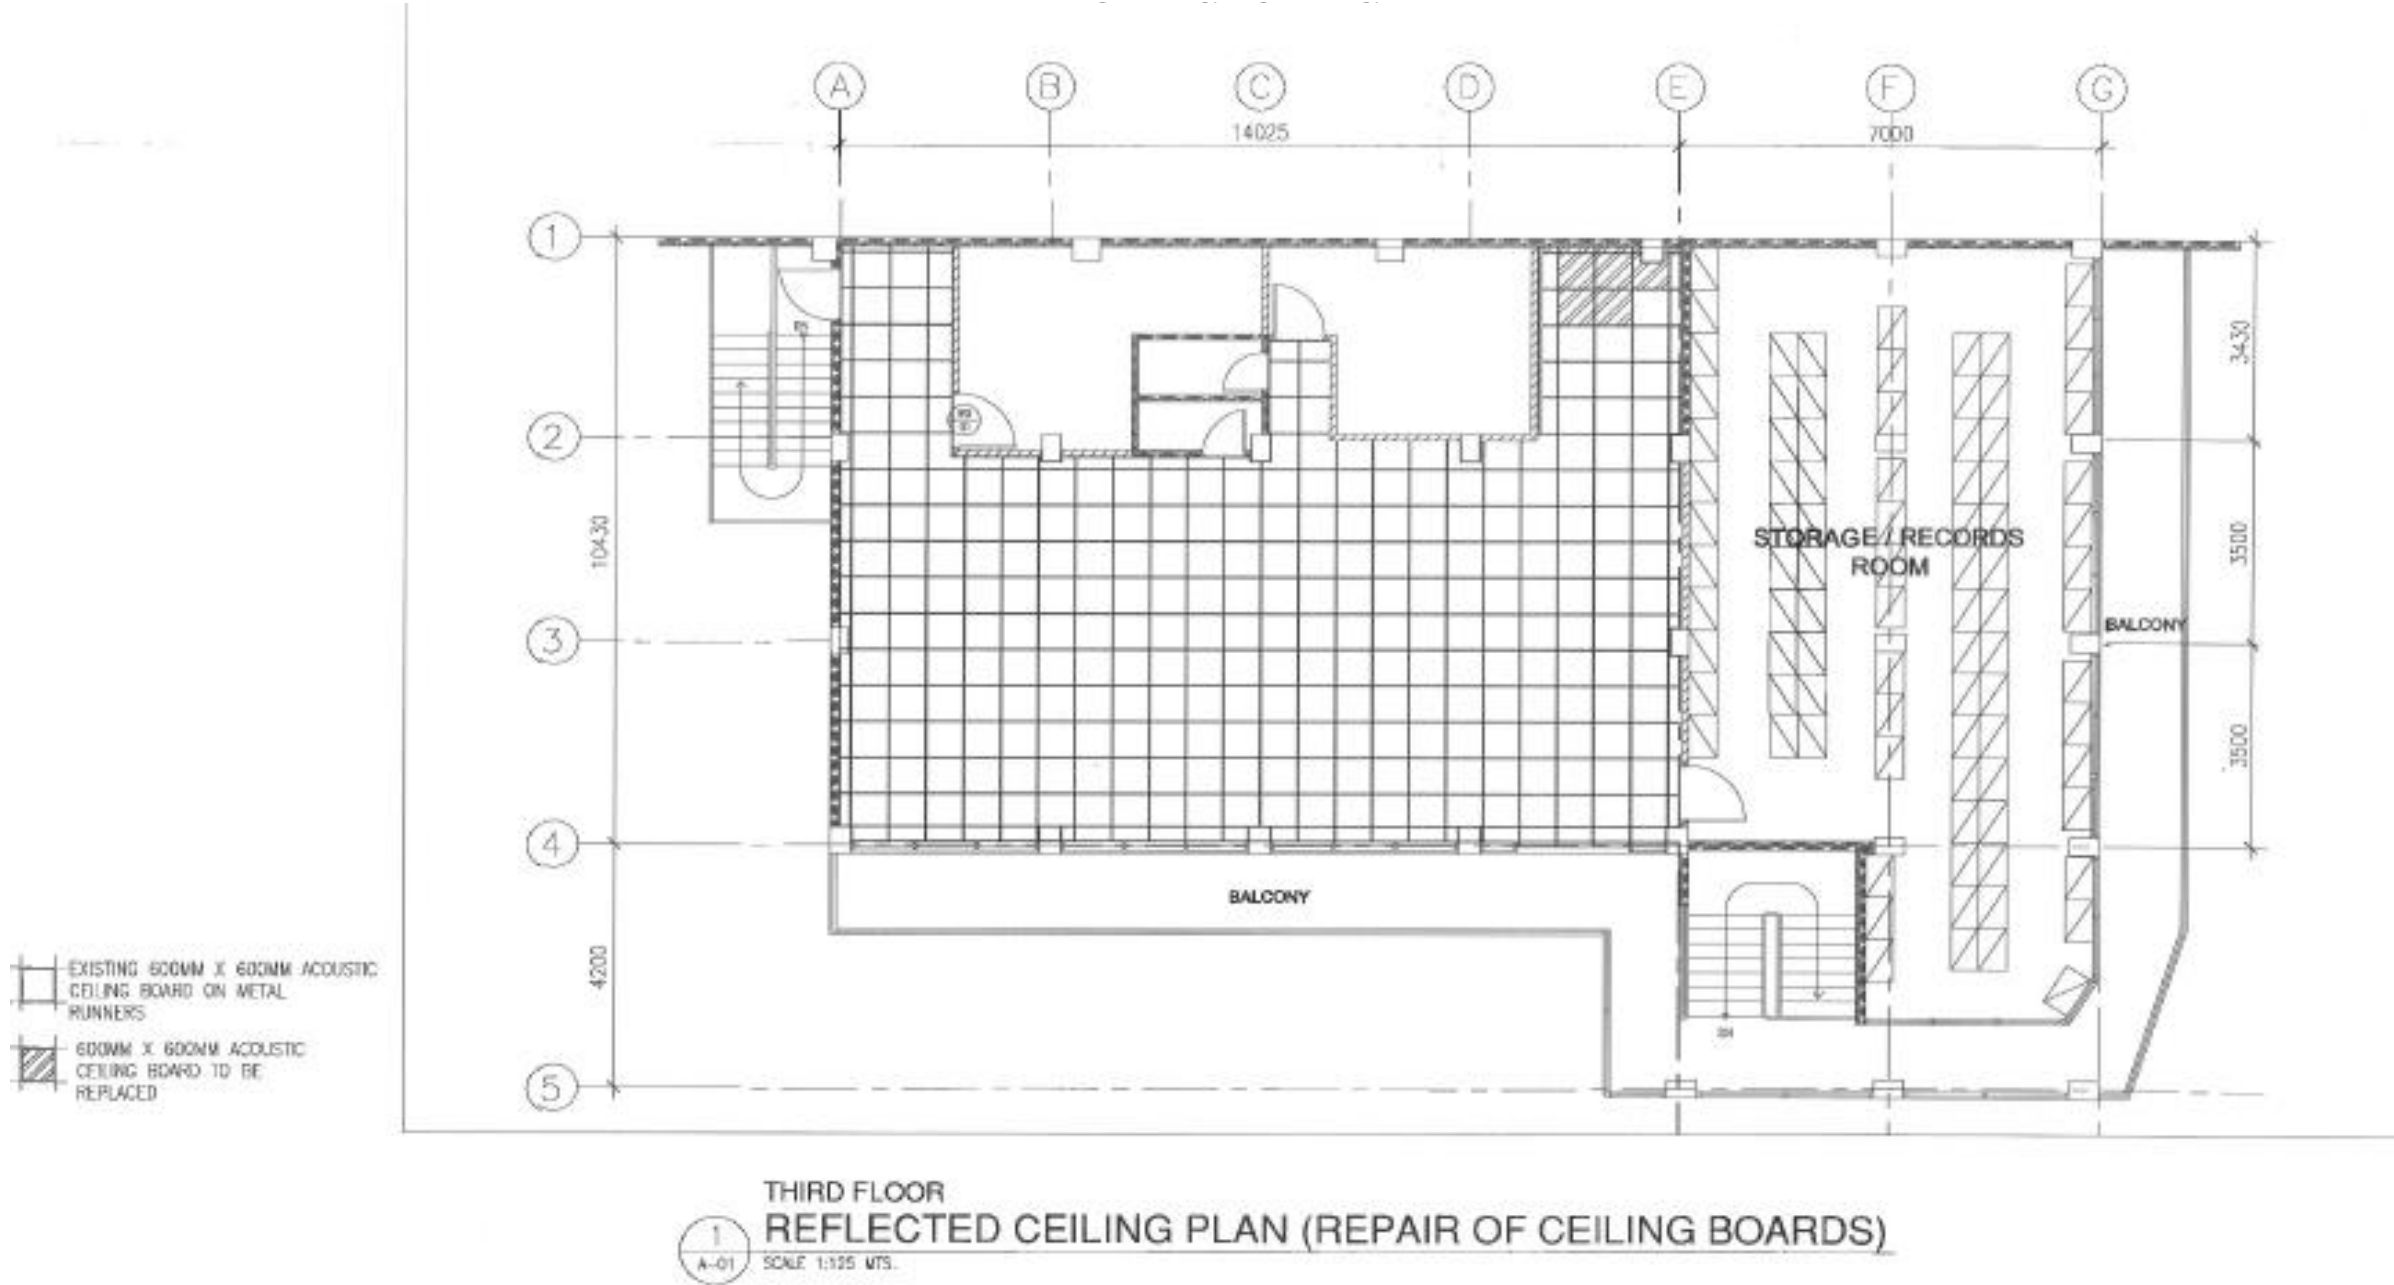 A B C D E F G
14025 7000
1
2
3
4
5
10430
4200
3430
3500
3500
STORAGE / RECORDS
ROOM
BALCONY
BALCONY
DN
EXISTING 600MM X 600MM ACOUSTIC
CEILING BOARD ON METAL
RUNNERS
600MM X 600MM ACOUSTIC
CEILING BOARD TO BE
REPLACED
THIRD FLOOR
1 REFLECTED CEILING PLAN (REPAIR OF CEILING BOARDS)
A-01 SCALE 1:125 MTS.